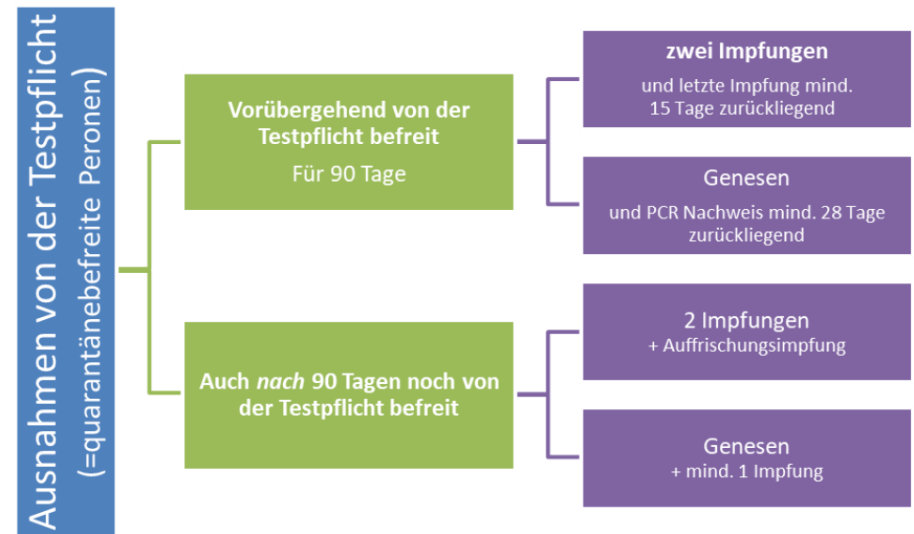 Ausnahmen von der Testpflicht
(=quarantänebefreite Peronen)
Vorübergehend von der
Testpflicht befreit
Für 90 Tage
zwei Impfungen
und letzte Impfung mind.
15 Tage zurückliegend
Genesen
und PCR Nachweis mind. 28 Tage
zurückliegend
Auch nach 90 Tagen noch von
der Testpflicht befreit
2 Impfungen
+ Auffrischungsimpfung
Genesen
+ mind. 1 Impfung